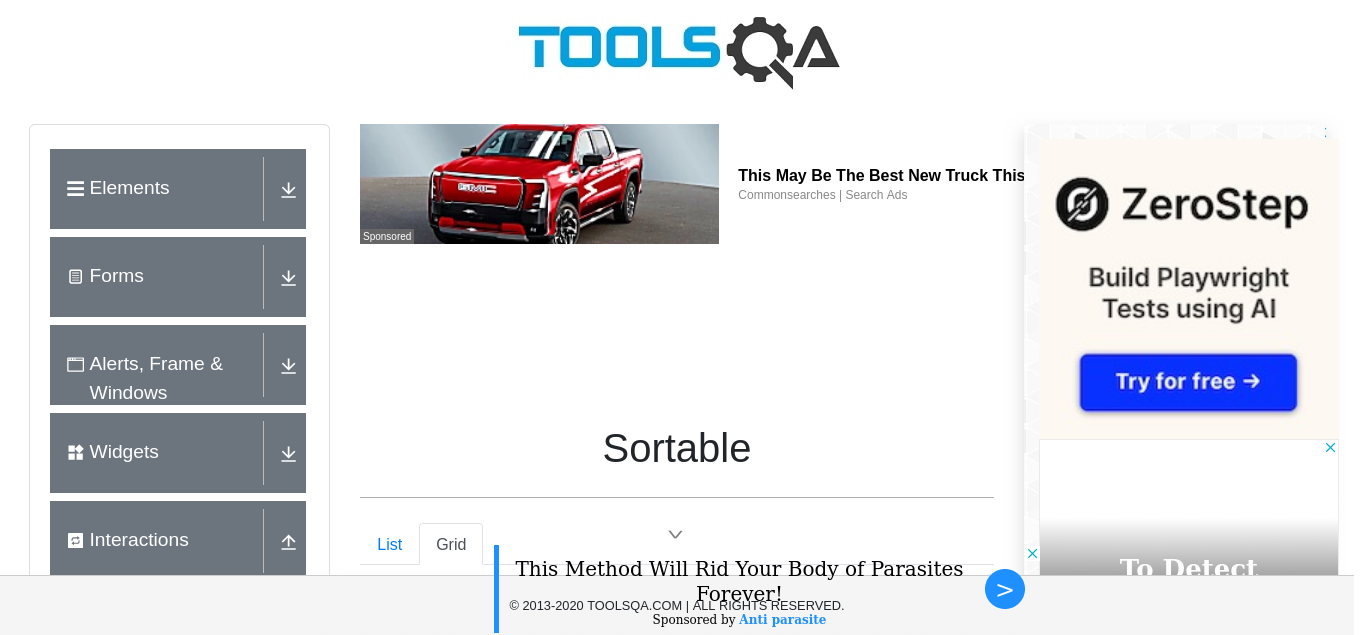 TOOLSQA
Elements
Forms
Alerts, Frame &
Windows
Widgets
Interactions
GMC
Sponsored
This May Be The Best New Truck This
Commonsearches | Search Ads
Sortable
List
Grid
ZeroStep
Build Playwright
Tests using AI
Try for free →
To Detect
This Method Will Rid Your Body of Parasites
Forever!
© 2013-2020 TOOLSQA.COM | ALL RIGHTS RESERVED.
Sponsored by Anti parasite
>